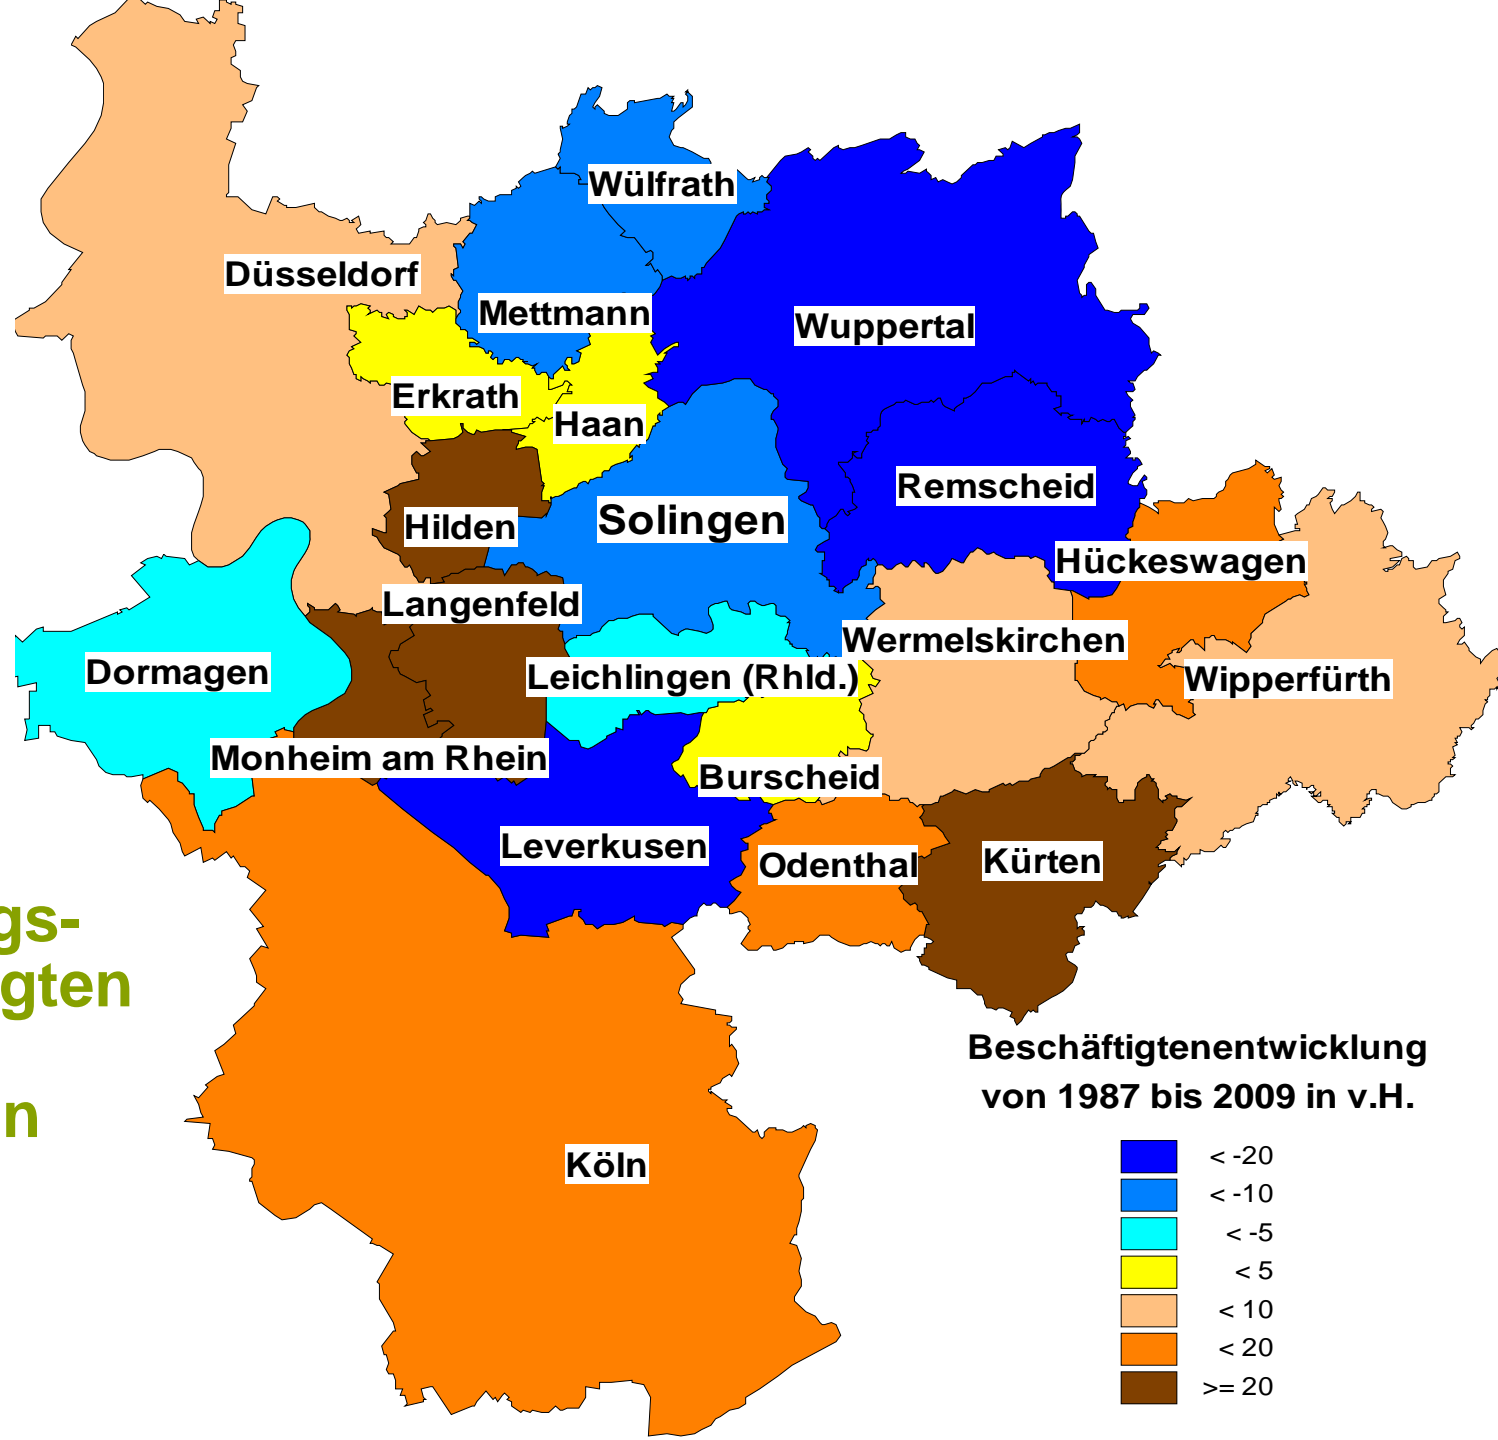 Wülfrath
Düsseldorf
Mettmann
Wuppertal
Erkrath
Haan
Remscheid
Hilden
Solingen
Hückeswagen
Langenfeld
Wermelskirchen
Dormagen
Leichlingen (Rhld.)
Wipperfürth
Monheim am Rhein
Burscheid
Leverkusen
Odenthal
Kürten
gs-
gten
n
Köln
Beschäftigtenentwicklung
von 1987 bis 2009 in v.H.
< -20
< -10
< -5
< 5
< 10
< 20
>= 20